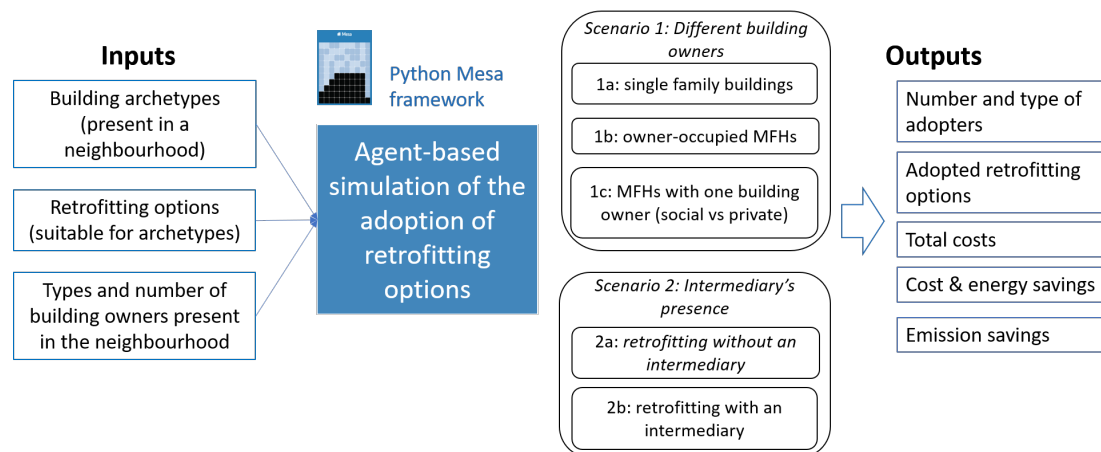 Inputs
Building archetypes
(present in a
neighbourhood)
Retrofitting options
(suitable for archetypes)
Types and number of
building owners present
in the neighbourhood
Mesa
Python Mesa
framework
Agent-based
simulation of the
adoption of
retrofitting
options
Scenario 1: Different building
owners
1a: single family buildings
1b: owner-occupied MFHs
1c: MFHs with one building
owner (social vs private)
Scenario 2: Intermediary's
presence
2a: retrofitting without an
intermediary
2b: retrofitting with an
intermediary
Outputs
Number and type of
adopters
Adopted retrofitting
options
Total costs
Cost & energy savings
Emission savings